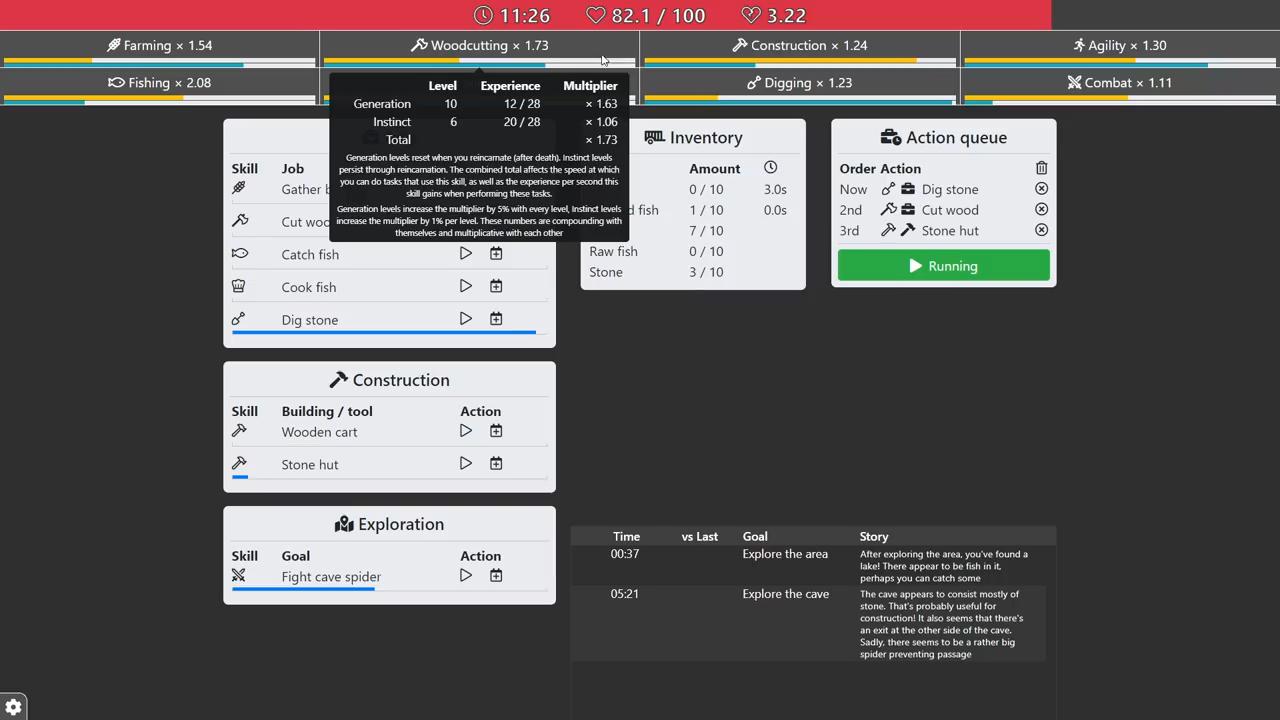 11:26 82.1 / 100 3.22
Farming × 1.54 Woodcutting × 1.73 Construction × 1.24 Agility × 1.30
Fishing × 2.08 Digging × 1.23 Combat × 1.11
Level Experience Multiplier
Generation 10 12 / 28 × 1.63
Instinct 6 20 / 28 × 1.06
Total × 1.73
Generation levels reset when you reincarnate (after death). Instinct levels
persist through reincarnation. The combined total affects the speed at which
you can do tasks that use this skill, as well as the experience per second this
skill gains when performing these tasks.
Generation levels increase the multiplier by 5% with every level, Instinct levels
increase the multiplier by 1% per level. These numbers are compounding with
themselves and multiplicative with each other
Skill Job
Gather b
Cut woo
Catch fish
Cook fish
Dig stone
Construction
Skill Building / tool Action
Wooden cart
Stone hut
Exploration
Skill Goal Action
Fight cave spider
Inventory
Amount
0 / 10 3.0s
d fish 1 / 10 0.0s
7 / 10
Raw fish 0 / 10
Stone 3 / 10
Action queue
Order Action
Now Dig stone
2nd Cut wood
3rd Stone hut
Running
Time vs Last Goal Story
00:37 Explore the area After exploring the area, you've found a
lake! There appear to be fish in it,
perhaps you can catch some
05:21 Explore the cave The cave appears to consist mostly of
stone. That's probably useful for
construction! It also seems that there's
an exit at the other side of the cave.
Sadly, there seems to be a rather big
spider preventing passage